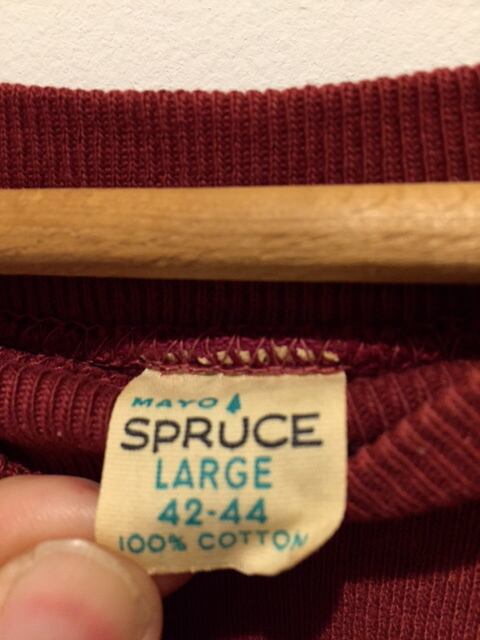 MAYO
SPRUCE
LARGE
42-44
100% COTTON